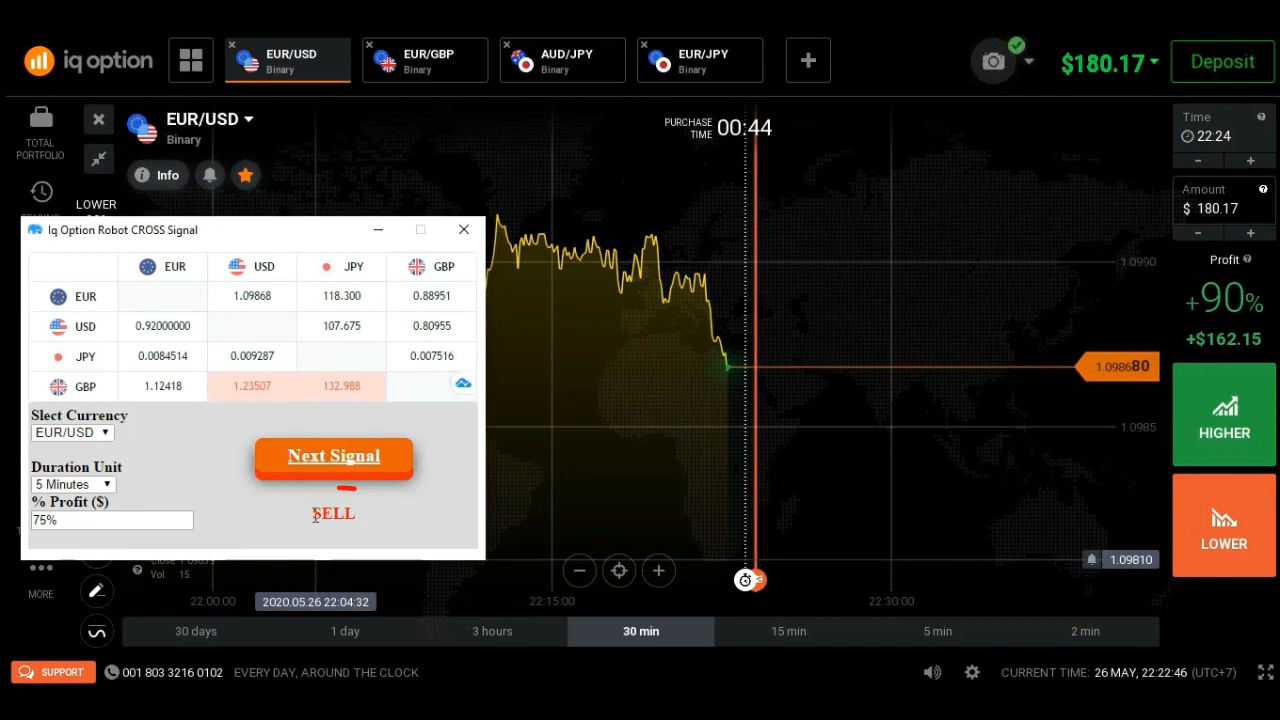 iq option
EUR/USD
Binary
EUR/GBP
Binary
AUD/JPY
Binary
EUR/JPY
Binary
$180.17
Deposit
TOTAL
PORTFOLIO
EUR/USD
Binary
Info
LOWER
PURCHASE
TIME
00:44
Time
22:24
- +
Amount
$ 180.17
- +
Profit
+90%
+$162.15
HIGHER
LOWER
Iq Option Robot CROSS Signal
EUR USD JPY GBP
EUR 1.09868 118.300 0.88951
USD 0.92000000 107.675 0.80955
JPY 0.0084514 0.009287 0.007516
GBP 1.12418 1.23507 132.988
Slect Currency
EUR/USD
Duration Unit
5 Minutes
% Profit ($)
75%
Next Signal
SELL
1.0990
1.098680
1.0985
1.09810
Vol. 15
MORE
22:00:00
2020.05.26 22:04:32
22:15:00
22:30:00
30 days 1 day 3 hours 30 min 15 min 5 min 2 min
SUPPORT
001 803 3216 0102
EVERY DAY, AROUND THE CLOCK
CURRENT TIME: 26 MAY, 22:22:46 (UTC+7)